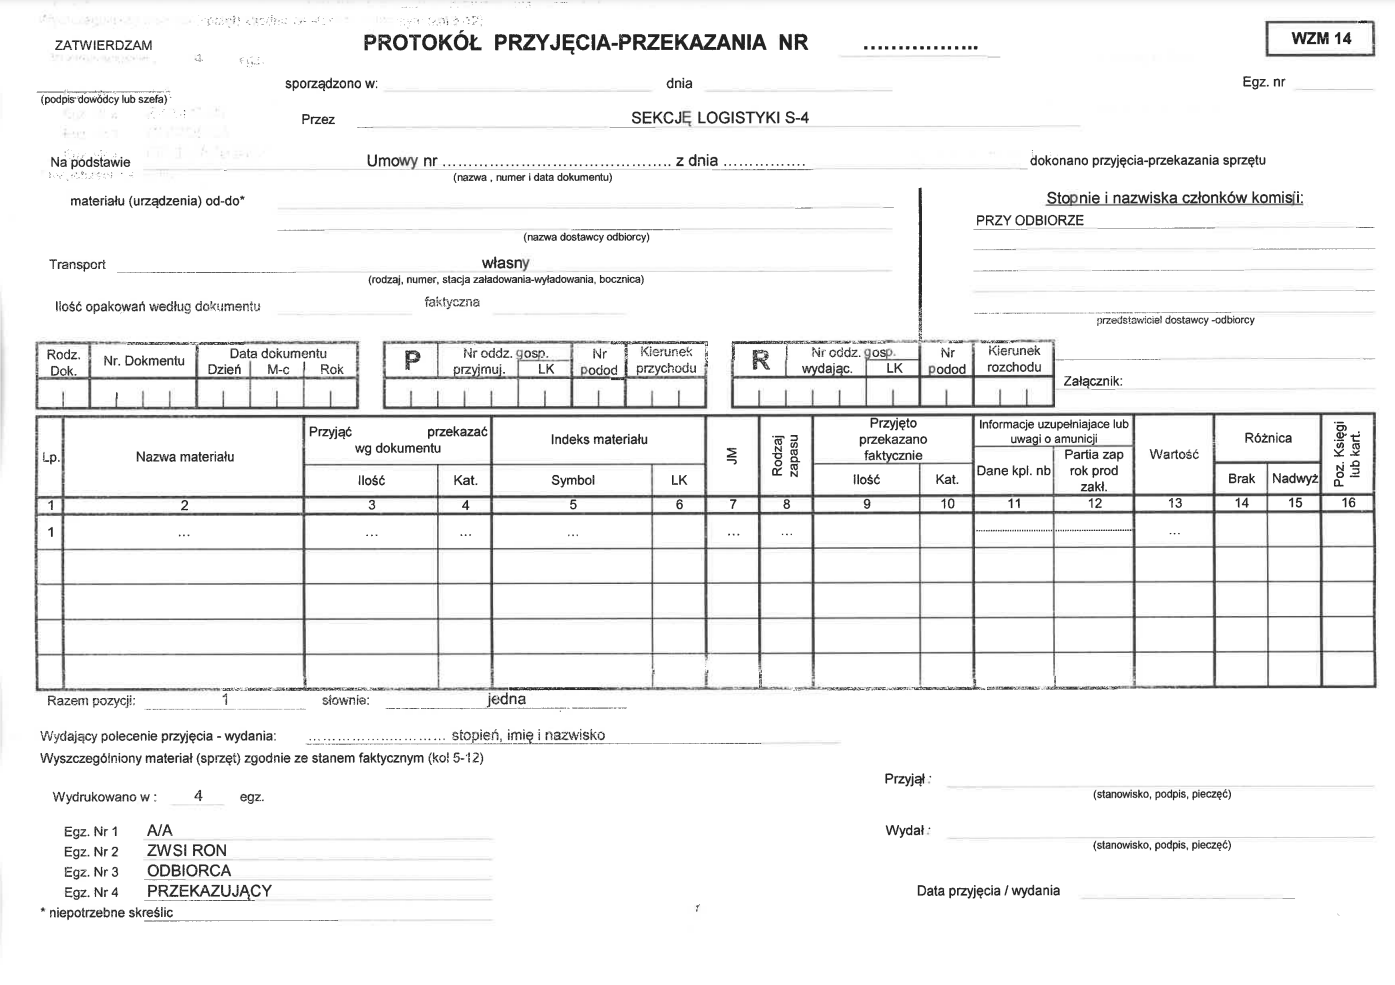 ZATWIERDZAM
PROTOKÓŁ PRZYJĘCIA-PRZEKAZANIA NR ..................
WZM 14
sporządzono w: dnia
Egz. nr
(podpis dowódcy lub szefa)
Przez SEKCJĘ LOGISTYKI S-4
Na podstawie Umowy nr ............................................ z dnia ................ dokonano przyjęcia-przekazania sprzętu
(nazwa , numer i data dokumentu)
materiału (urządzenia) od-do*
Stopnie i nazwiska członków komisji:
PRZY ODBIORZE
(nazwa dostawcy odbiorcy)
Transport własny
(rodzaj, numer, stacja załadowania-wyładowania, bocznica)
Ilość opakowań według dokumentu faktyczna
przedstawiciel dostawcy -odbiorcy
Rodz. Dok. Nr. Dokmentu Data dokumentu Dzień M-c Rok
P Nr oddz. gosp. przyjmuj. LK Nr podod Kierunek przychodu
R Nr oddz. gosp. wydając. LK Nr podod Kierunek rozchodu
Załącznik:
Lp. Nazwa materiału Przyjąć przekazać wg dokumentu Ilość Kat. Indeks materiału Symbol LK JM Rodzaj zapasu Przyjęto przekazano faktycznie Ilość Kat. Informacje uzupełniajace lub uwagi o amunicji Dane kpl. nb Partia zap rok prod zakł. Wartość Różnica Brak Nadwyż Poz. Księgi lub kart.
1 2 3 4 5 6 7 8 9 10 11 12 13 14 15 16
1 ... ... ... ... ... ... ...
Razem pozycji: 1 słownie: jedna
Wydający polecenie przyjęcia - wydania: ........................... stopień, imię i nazwisko
Wyszczególniony materiał (sprzęt) zgodnie ze stanem faktycznym (kol 5-12)
Przyjął :
(stanowisko, podpis, pieczęć)
Wydrukowano w : 4 egz.
Egz. Nr 1 A/A
Wydał :
Egz. Nr 2 ZWSI RON
(stanowisko, podpis, pieczęć)
Egz. Nr 3 ODBIORCA
Egz. Nr 4 PRZEKAZUJĄCY
Data przyjęcia / wydania
* niepotrzebne skreślic